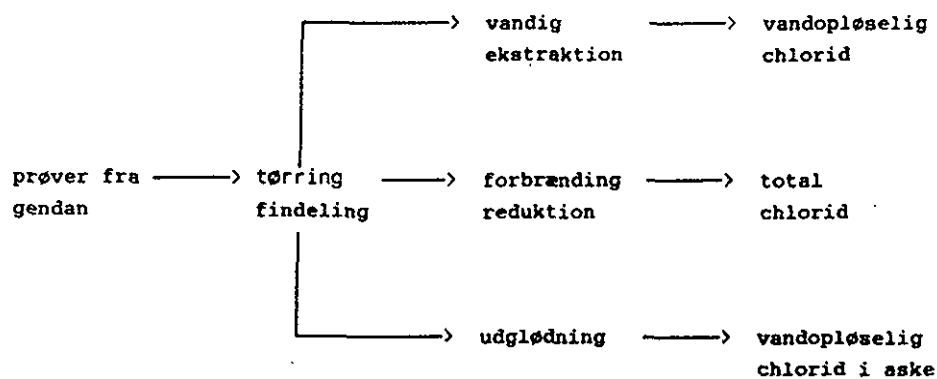 vandig
ekstraktion
vandopløselig
chlorid
prøver fra
gendan
tørring
findeling
forbrænding
reduktion
total
chlorid
udglødning
vandopløselig
chlorid i aske